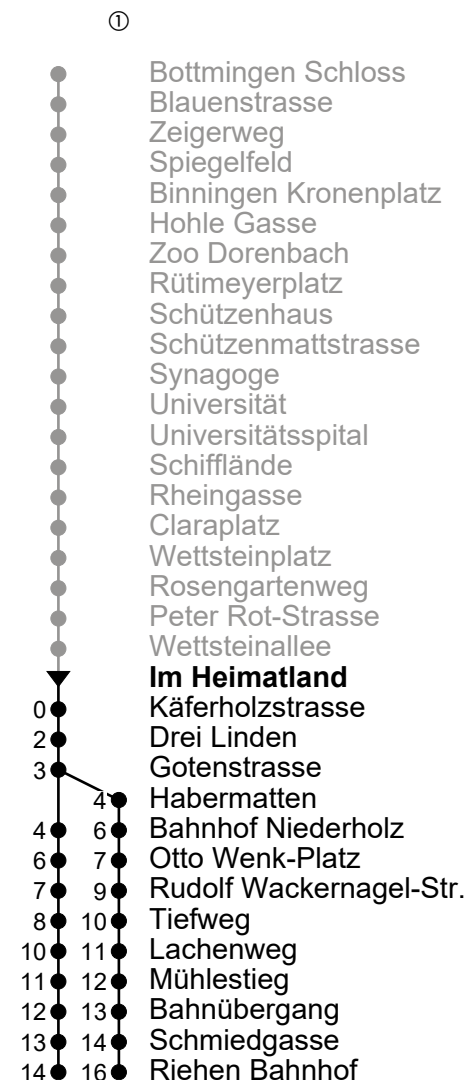 ①
Bottmingen Schloss
Blauenstrasse
Zeigerweg
Spiegelfeld
Binningen Kronenplatz
Hohle Gasse
Zoo Dorenbach
Rütimeyerplatz
Schützenhaus
Schützenmattstrasse
Synagoge
Universität
Universitätsspital
Schifflände
Rheingasse
Claraplatz
Wettsteinplatz
Rosengartenweg
Peter Rot-Strasse
Wettsteinallee
Im Heimatland
0 Käferholzstrasse
2 Drei Linden
3 Gotenstrasse
4 Habermatten
4 6 Bahnhof Niederholz
6 7 Otto Wenk-Platz
7 9 Rudolf Wackernagel-Str.
8 10 Tiefweg
10 11 Lachenweg
11 12 Mühlestieg
12 13 Bahnübergang
13 14 Schmiedgasse
14 16 Riehen Bahnhof